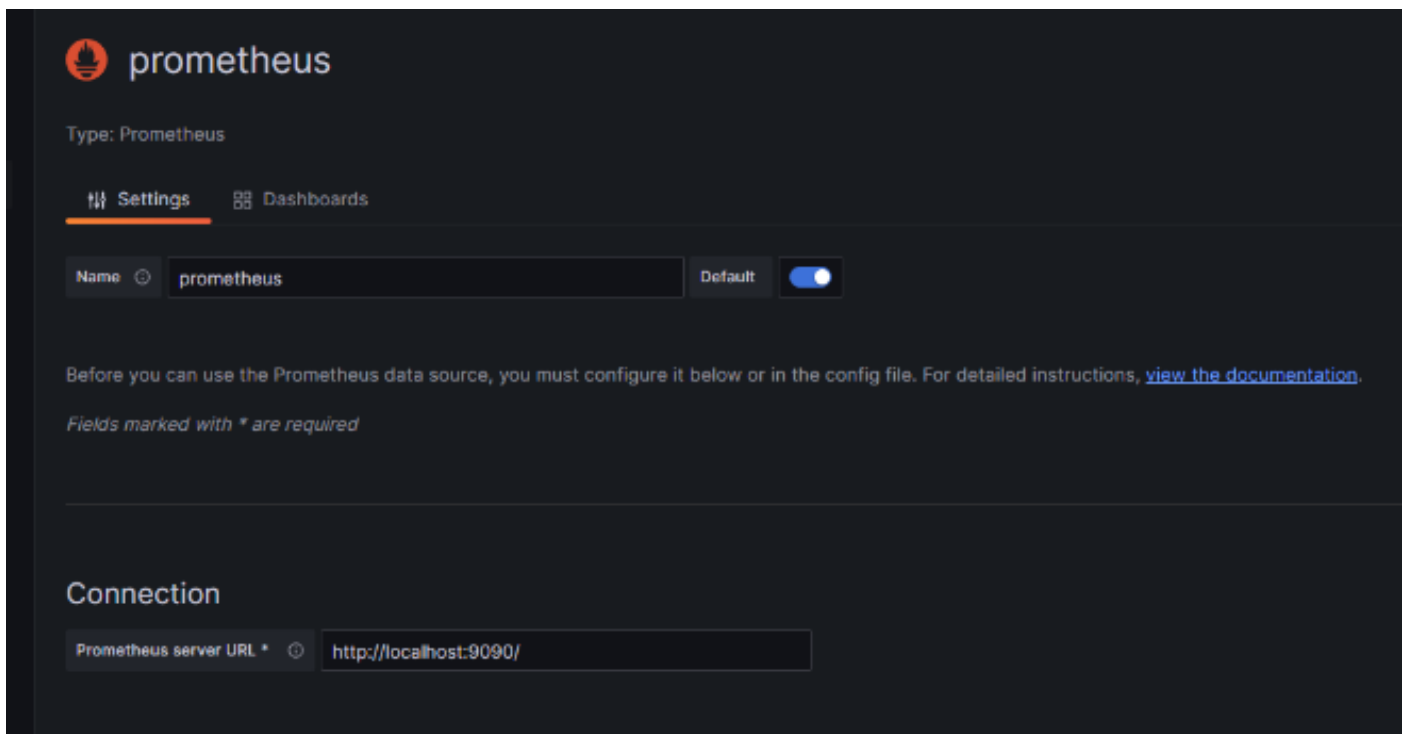 prometheus
Type: Prometheus
Settings Dashboards
Name prometheus Default
Before you can use the Prometheus data source, you must configure it below or in the config file. For detailed instructions, view the documentation.
Fields marked with * are required
Connection
Prometheus server URL * http://localhost:9090/